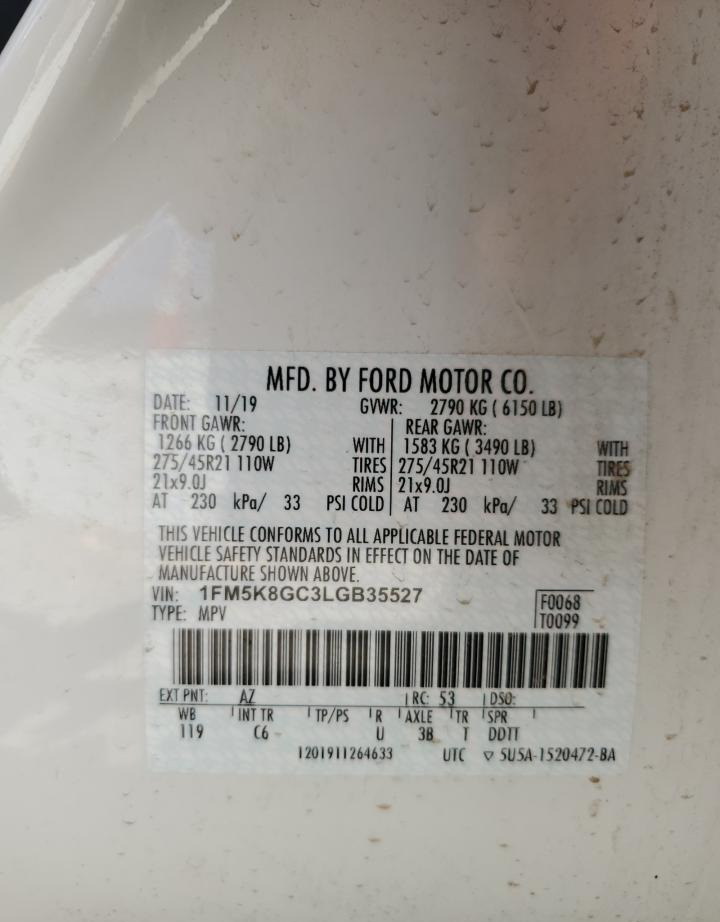 MFD. BY FORD MOTOR CO.
DATE: 11/19 GVWR: 2790 KG ( 6150 LB)
FRONT GAWR: REAR GAWR:
1266 KG ( 2790 LB) WITH 1583 KG ( 3490 LB) WITH
275/45R21 110W TIRES 275/45R21 110W TIRES
21x9.0J RIMS 21x9.0J RIMS
AT 230 kPa/ 33 PSI COLD AT 230 kPa/ 33 PSI COLD
THIS VEHICLE CONFORMS TO ALL APPLICABLE FEDERAL MOTOR
VEHICLE SAFETY STANDARDS IN EFFECT ON THE DATE OF
MANUFACTURE SHOWN ABOVE.
VIN: 1FM5K8GC3LGB35527 F0068
TYPE: MPV T0099
EXT PNT: AZ RC: 53 DSO:
WB INT TR TP/PS R AXLE TR SPR
119 C6 U 3B T DDTT
1201911264633 UTC ▽ 5U5A-1520472-BA